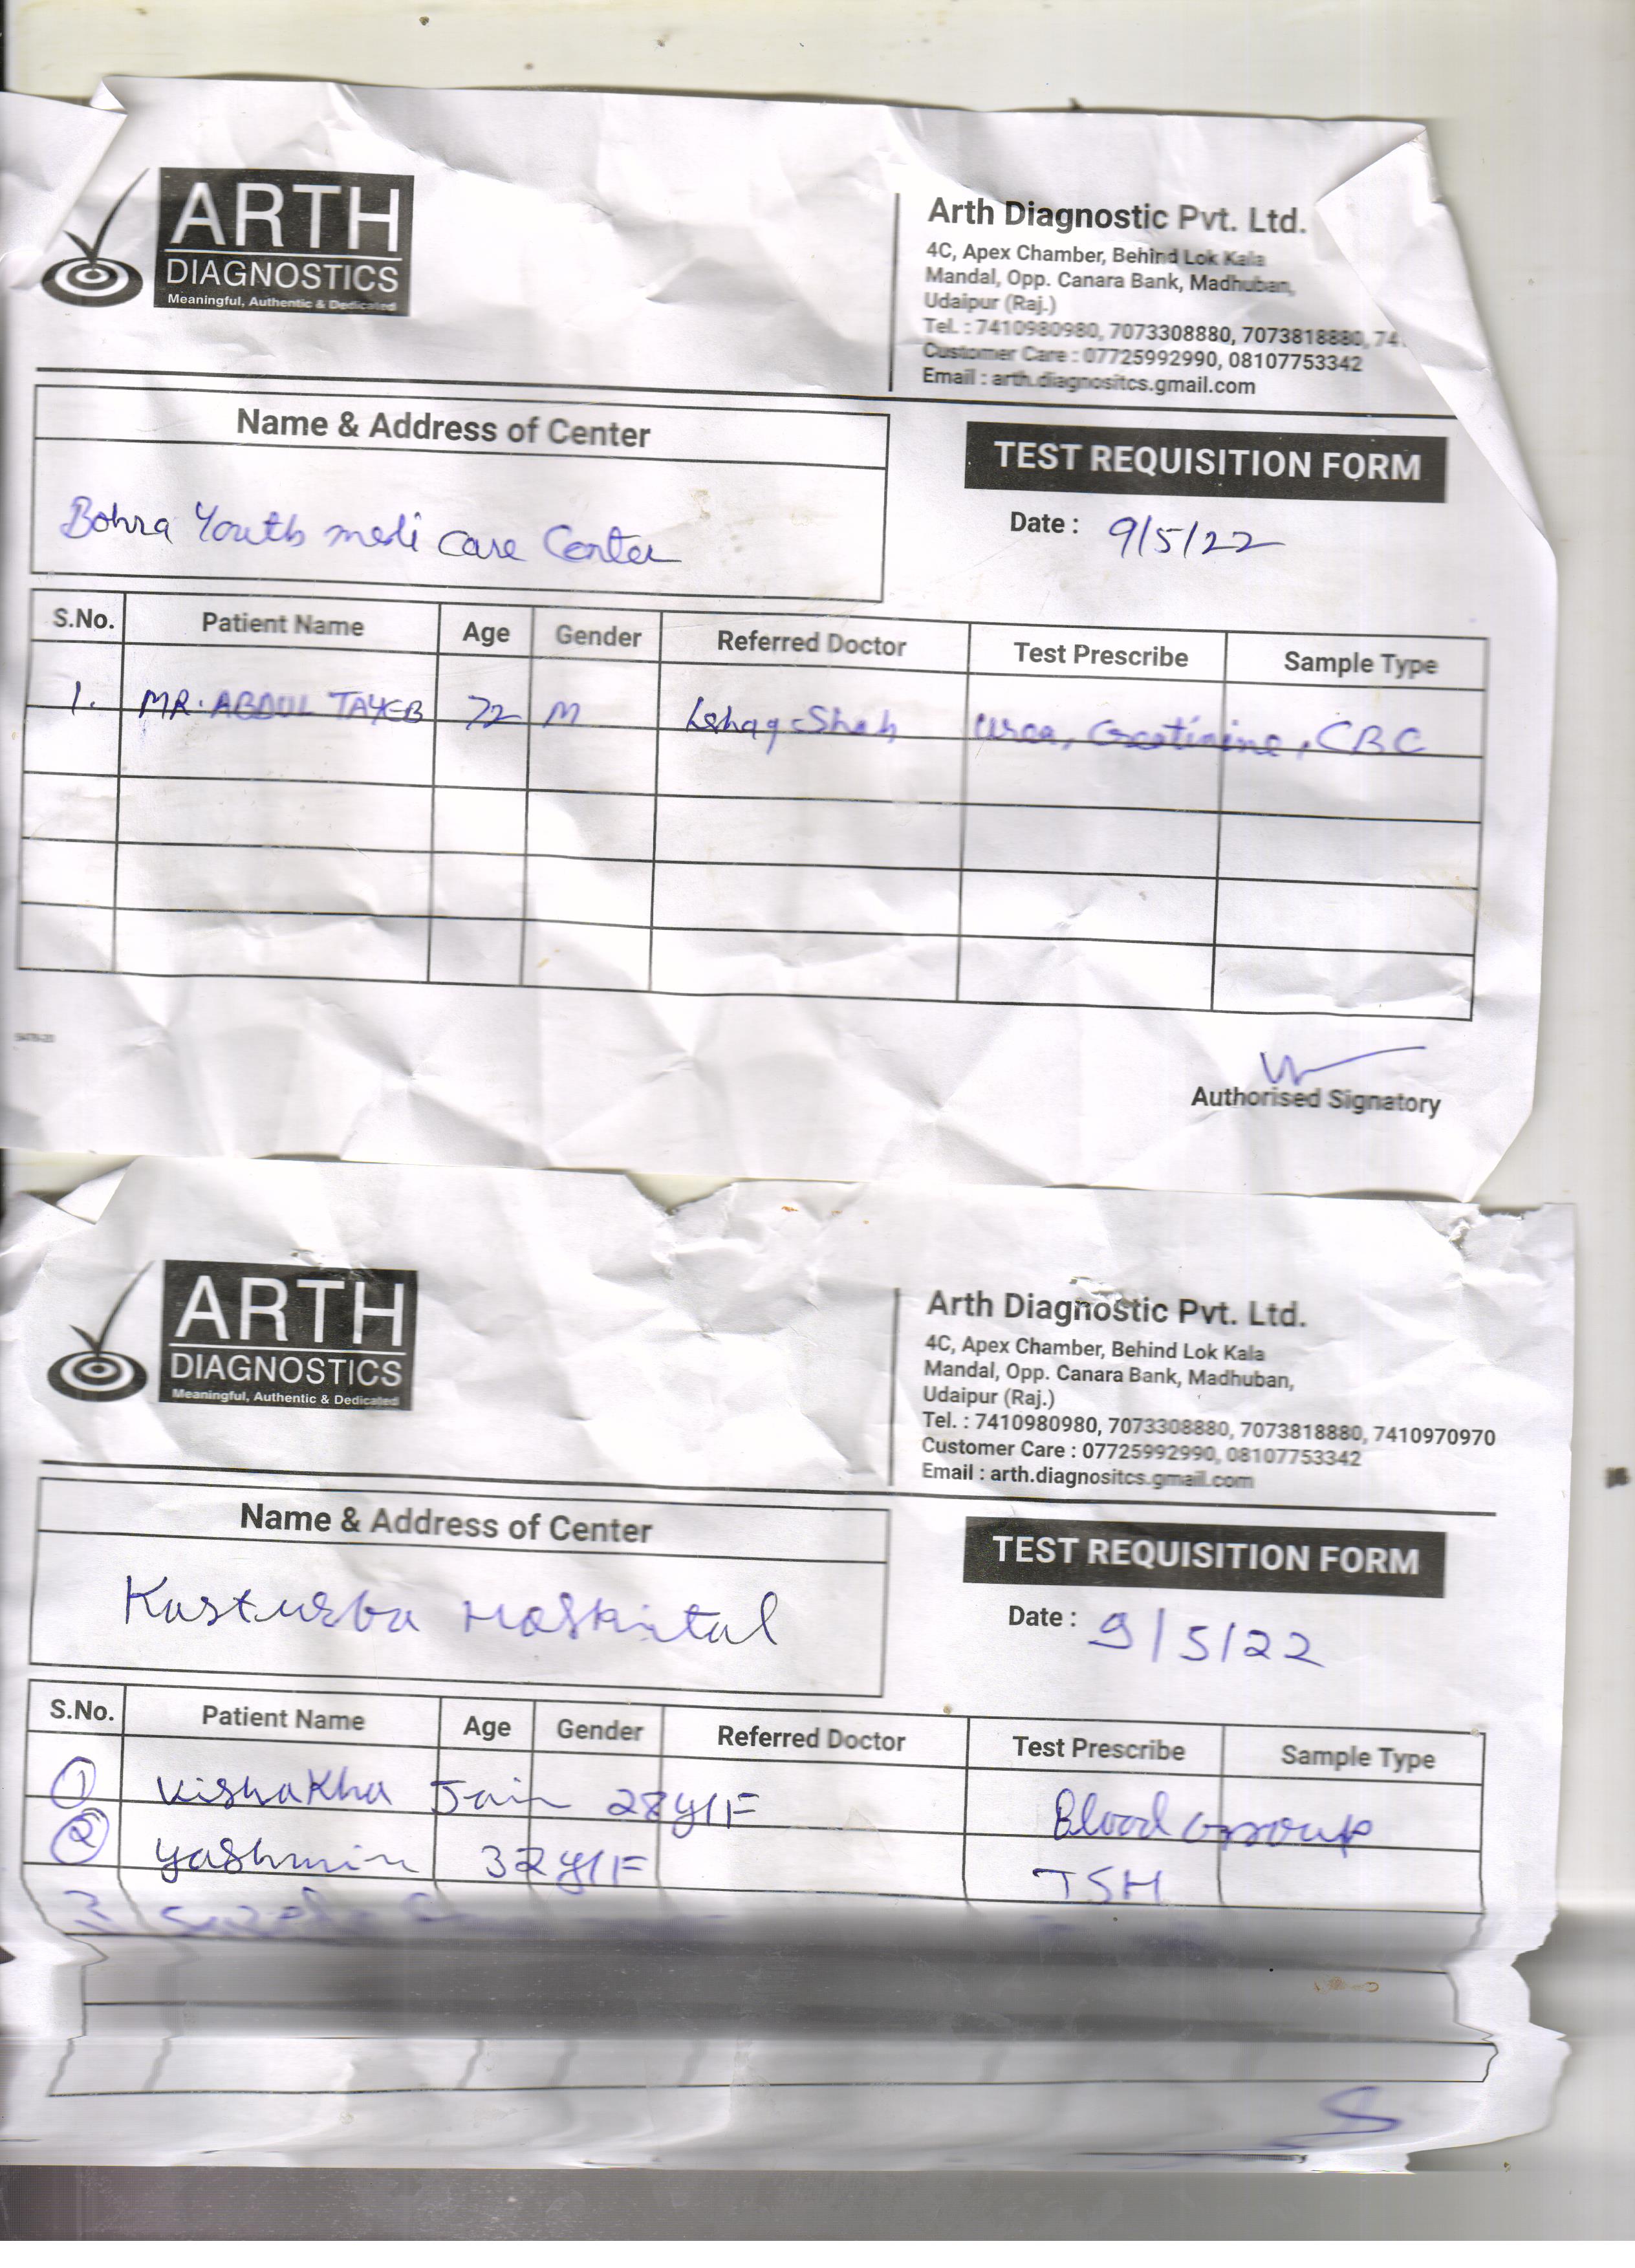 ARTH
DIAGNOSTICS
Meaningful, Authentic & Dedicated
Arth Diagnostic Pvt. Ltd.
4C, Apex Chamber, Behind Lok Kala
Mandal, Opp. Canara Bank, Madhuban,
Udaipur (Raj.)
Tel. : 7410980980, 7073308880, 7073818880, 74
Customer Care : 07725992990, 08107753342
Email : arth.diagnositcs.gmail.com
Name & Address of Center
TEST REQUISITION FORM
Bohra Youth medi care Center
Date : 9/5/22
S.No. Patient Name Age Gender Referred Doctor Test Prescribe Sample Type
1. MR. ABDUL TAYEB 72 M Ishaq Shah Urea, Creatinine, CBC
Authorised Signatory
ARTH
DIAGNOSTICS
Meaningful, Authentic & Dedicated
Arth Diagnostic Pvt. Ltd.
4C, Apex Chamber, Behind Lok Kala
Mandal, Opp. Canara Bank, Madhuban,
Udaipur (Raj.)
Tel. : 7410980980, 7073308880, 7073818880, 7410970970
Customer Care : 07725992990, 08107753342
Email : arth.diagnositcs.gmail.com
Name & Address of Center
TEST REQUISITION FORM
Kasturba Hospital
Date : 9/5/22
S.No. Patient Name Age Gender Referred Doctor Test Prescribe Sample Type
1 Vishakha Jain 28Y/F Blood Group
2 Yashmin 32Y/F TSH
3